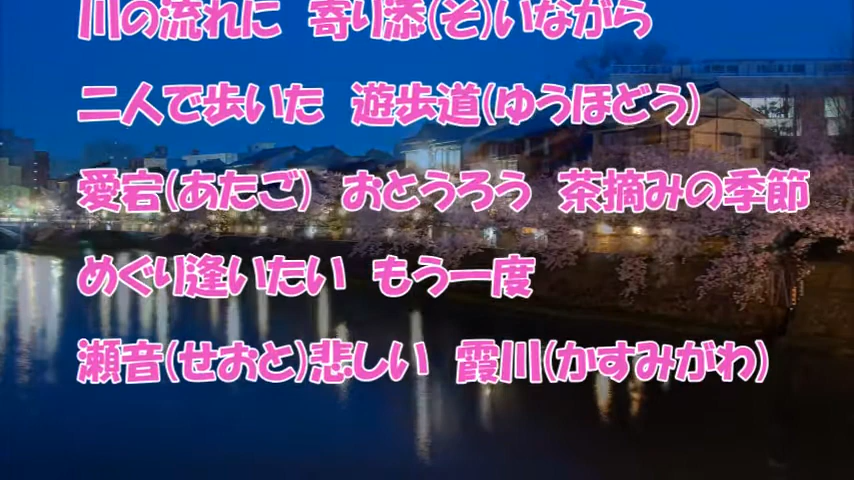 川の流れに　寄り添(そ)いながら
二人で歩いた　遊歩道(ゆうほどう)
愛宕(あたご)　おとうろう　茶摘みの季節
めぐり逢いたい　もう一度
瀬音(せおと)悲しい　霞川(かすみがわ)